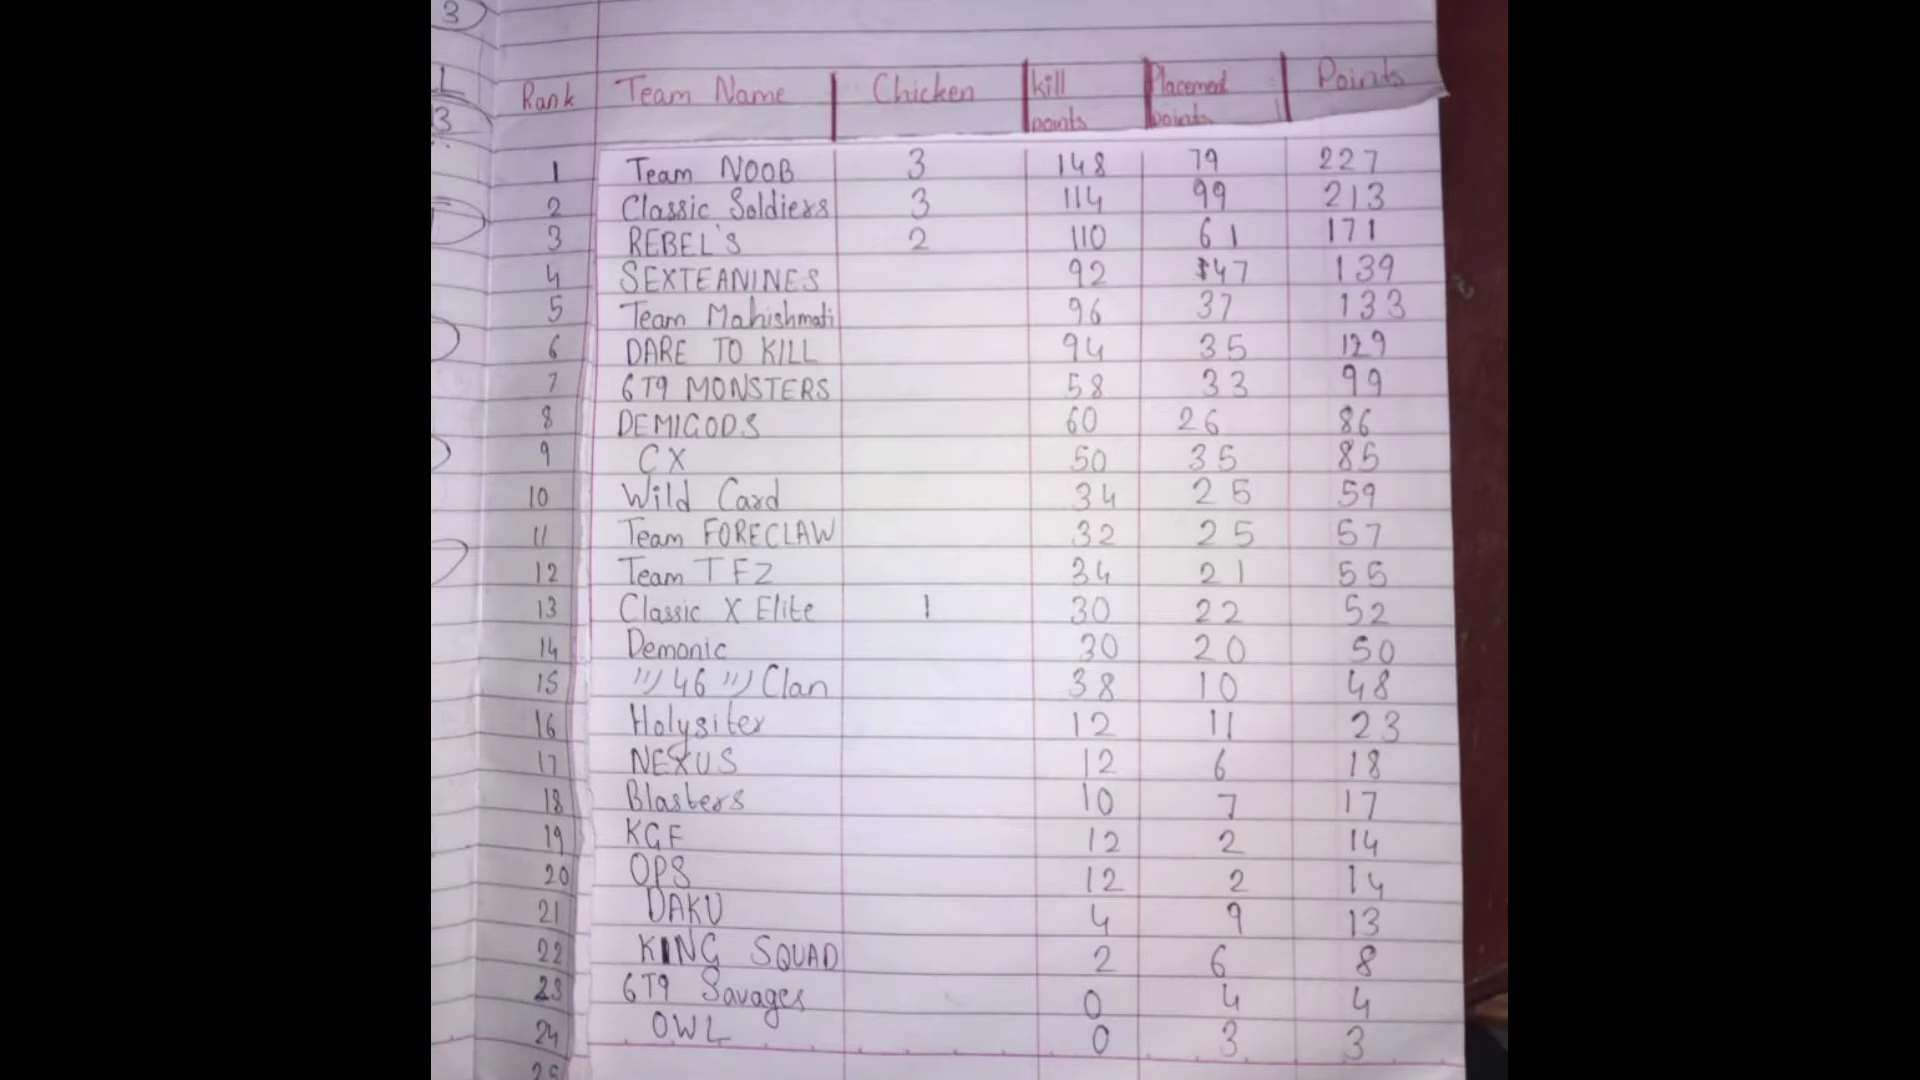 3
L
3
Rank Team Name Chicken kill points Placement points Points
1 Team NOOB 3 148 79 227
2 Classic Soldiers 3 114 99 213
3 REBEL'S 2 110 61 171
4 SEXTEANINES 92 47 139
5 Team Mahishmati 96 37 133
6 DARE TO KILL 94 35 129
7 6T9 MONSTERS 58 33 99
8 DEMIGODS 60 26 86
9 CX 50 35 85
10 Wild Card 34 25 59
11 Team FORECLAW 32 25 57
12 Team TFZ 34 21 55
13 Classic X Elite 1 30 22 52
14 Demonic 30 20 50
15 46 Clan 38 10 48
16 Holysiter 12 11 23
17 NEXUS 12 6 18
18 Blasters 10 7 17
19 KGF 12 2 14
20 OPS 12 2 14
21 DAKU 4 9 13
22 KING SQUAD 2 6 8
23 6T9 Savages 0 4 4
24 OWL 0 3 3
25